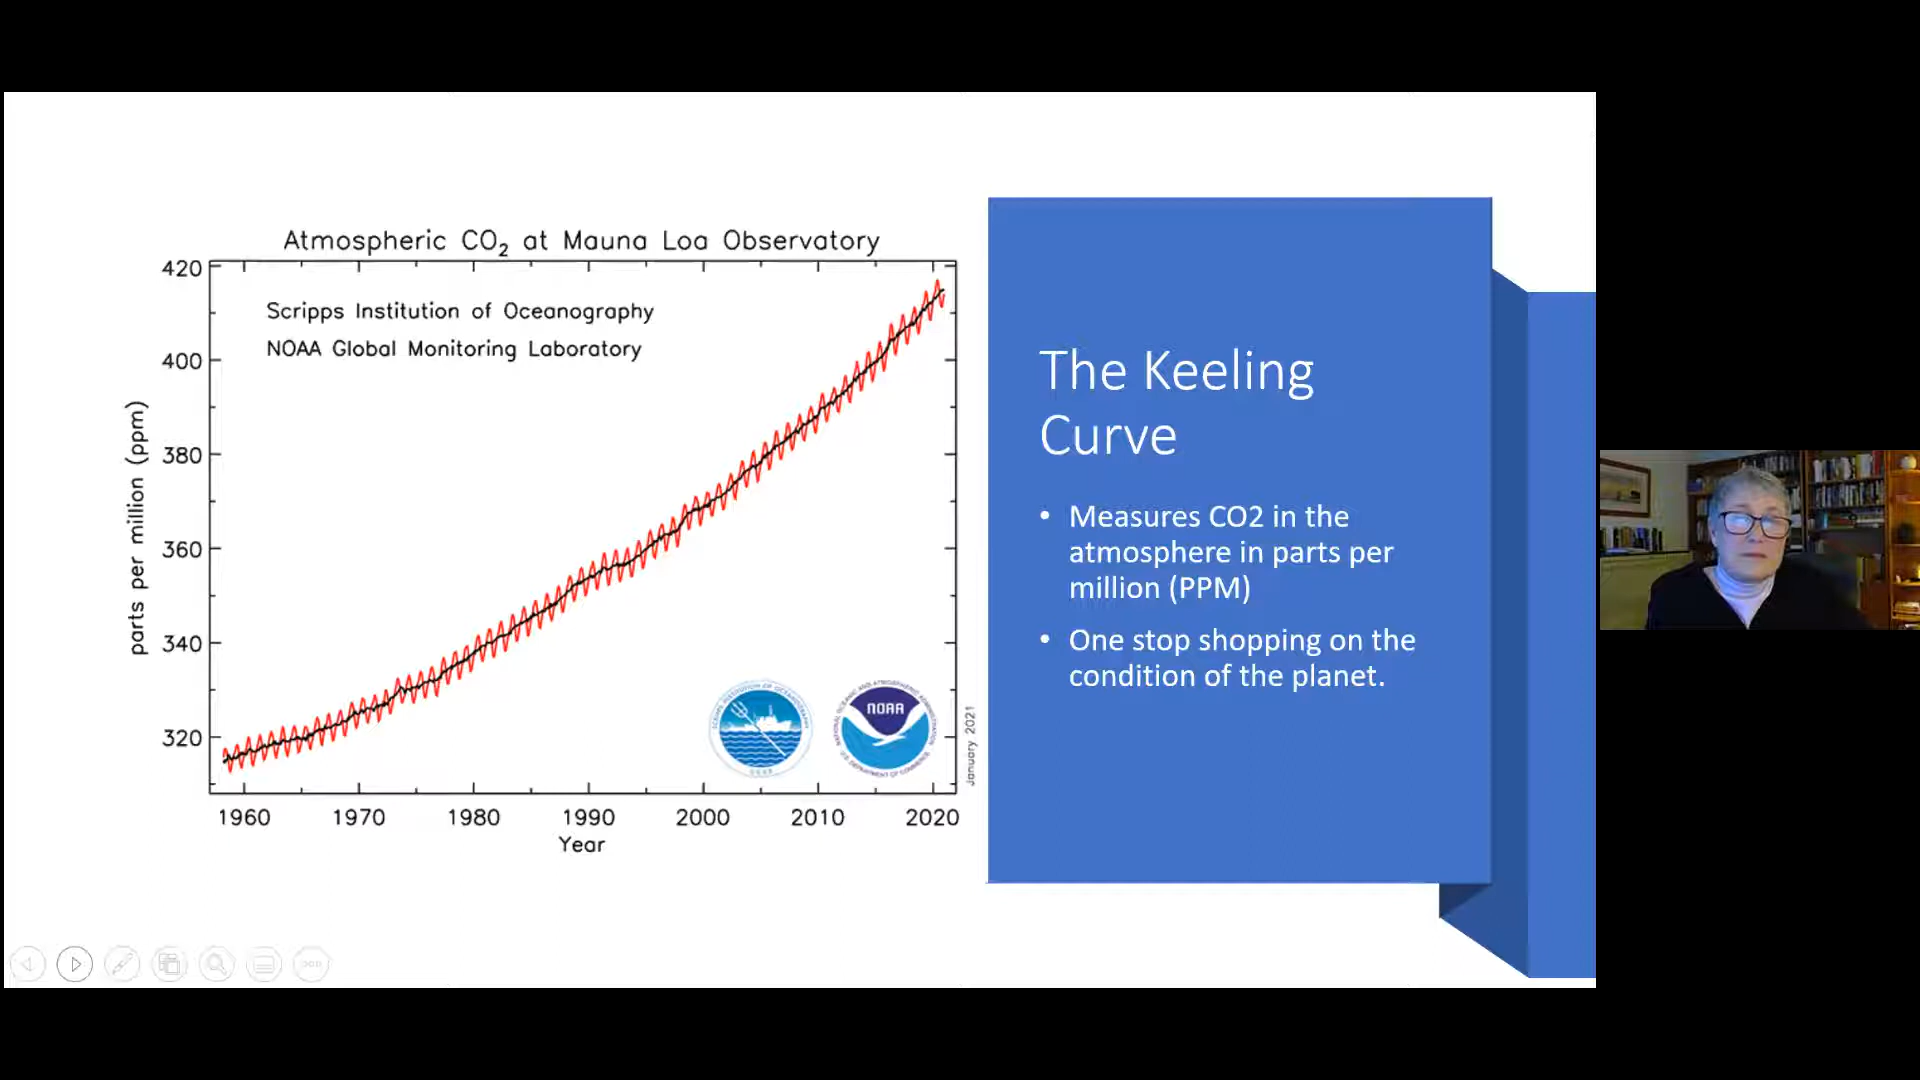 Atmospheric CO₂ at Mauna Loa Observatory
Scripps Institution of Oceanography
NOAA Global Monitoring Laboratory
parts per million (ppm)
420
400
380
360
340
320
1960 1970 1980 1990 2000 2010 2020
Year
NOAA
January 2021
The Keeling
Curve
• Measures CO2 in the
atmosphere in parts per
million (PPM)
• One stop shopping on the
condition of the planet.